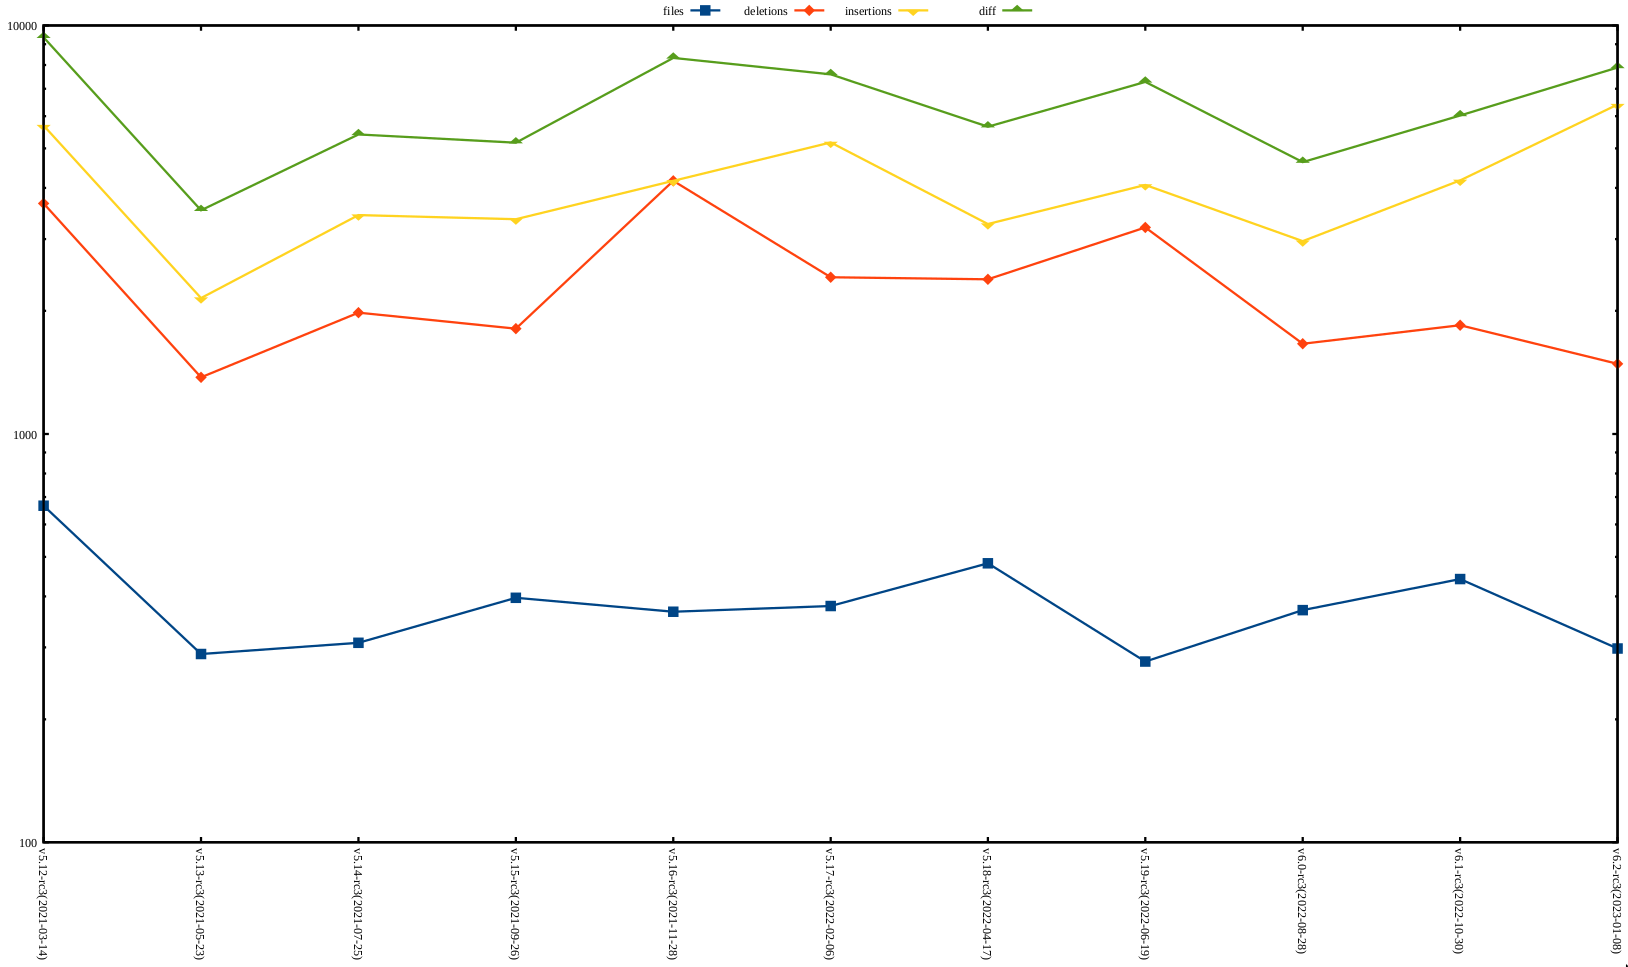 files deletions insertions diff
10000
1000
100
v5.12-rc3(2021-03-14)
v5.13-rc3(2021-05-23)
v5.14-rc3(2021-07-25)
v5.15-rc3(2021-09-26)
v5.16-rc3(2021-11-28)
v5.17-rc3(2022-02-06)
v5.18-rc3(2022-04-17)
v5.19-rc3(2022-06-19)
v6.0-rc3(2022-08-28)
v6.1-rc3(2022-10-30)
v6.2-rc3(2023-01-08)